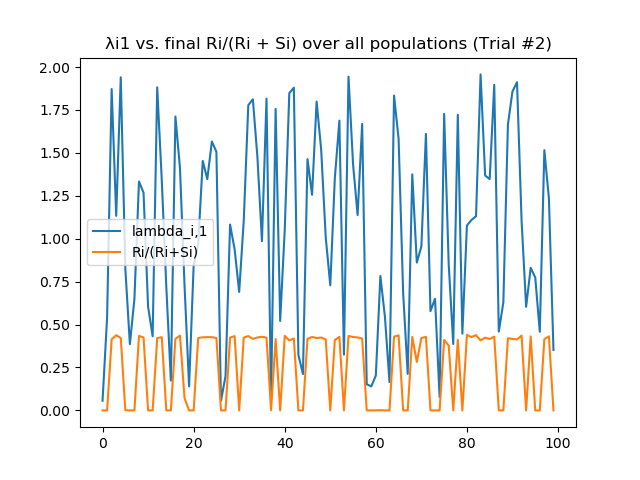 λi1 vs. final Ri/(Ri + Si) over all populations (Trial #2)
2.00
1.75
1.50
1.25
1.00
0.75
0.50
0.25
0.00
lambda_i,1
Ri/(Ri+Si)
0 20 40 60 80 100